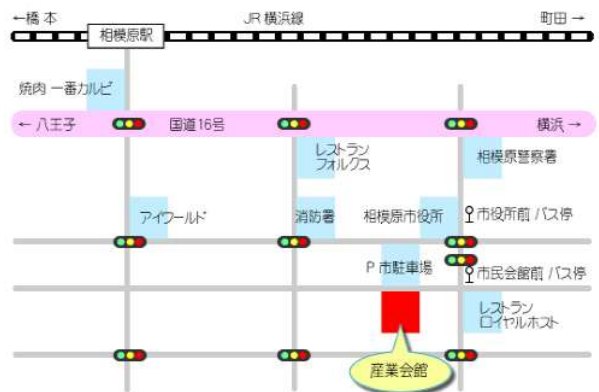 ←橋本
JR横浜線
町田→
相模原駅
焼肉 一番カルビ
← 八王子
国道16号
横浜 →
レストラン
フォルクス
相模原警察署
アイワールド
消防署
相模原市役所
市役所前 バス停
P 市駐車場
市民会館前 バス停
レストラン
ロイヤルホスト
産業会館